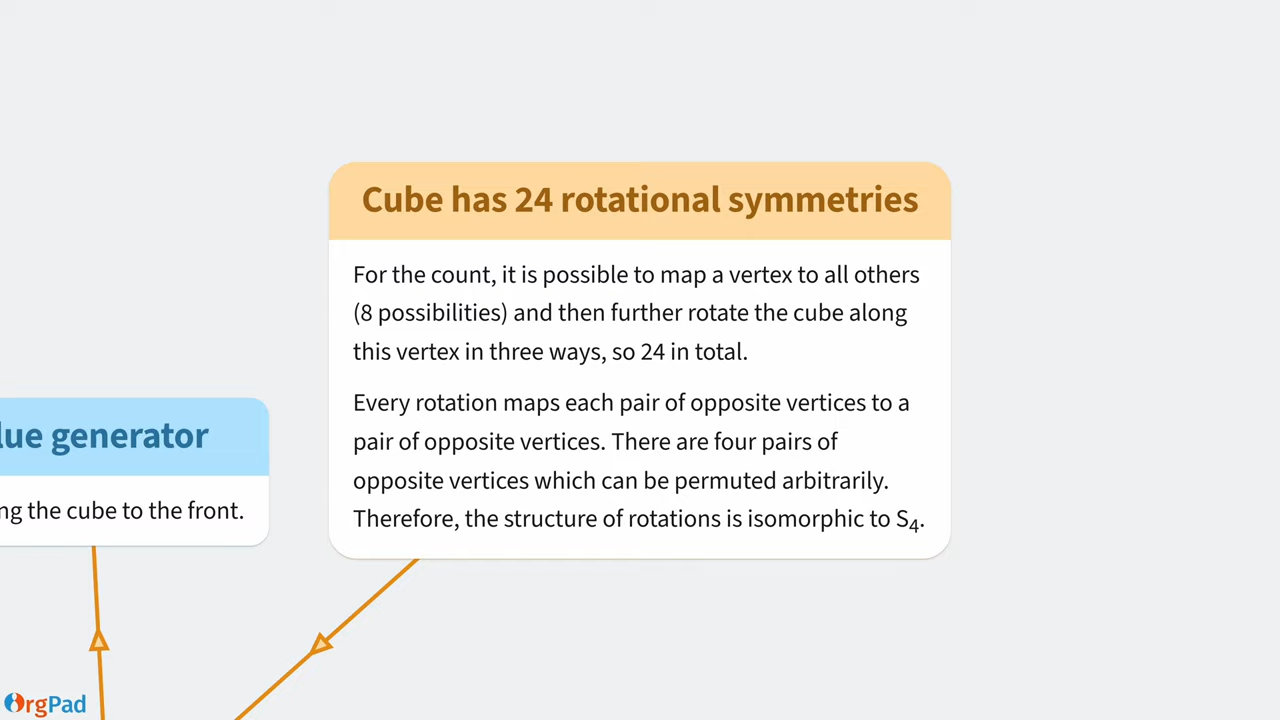 Cube has 24 rotational symmetries
For the count, it is possible to map a vertex to all others
(8 possibilities) and then further rotate the cube along
this vertex in three ways, so 24 in total.
Every rotation maps each pair of opposite vertices to a
pair of opposite vertices. There are four pairs of
opposite vertices which can be permuted arbitrarily.
Therefore, the structure of rotations is isomorphic to S₄.
lue generator
ng the cube to the front.
OrgPad